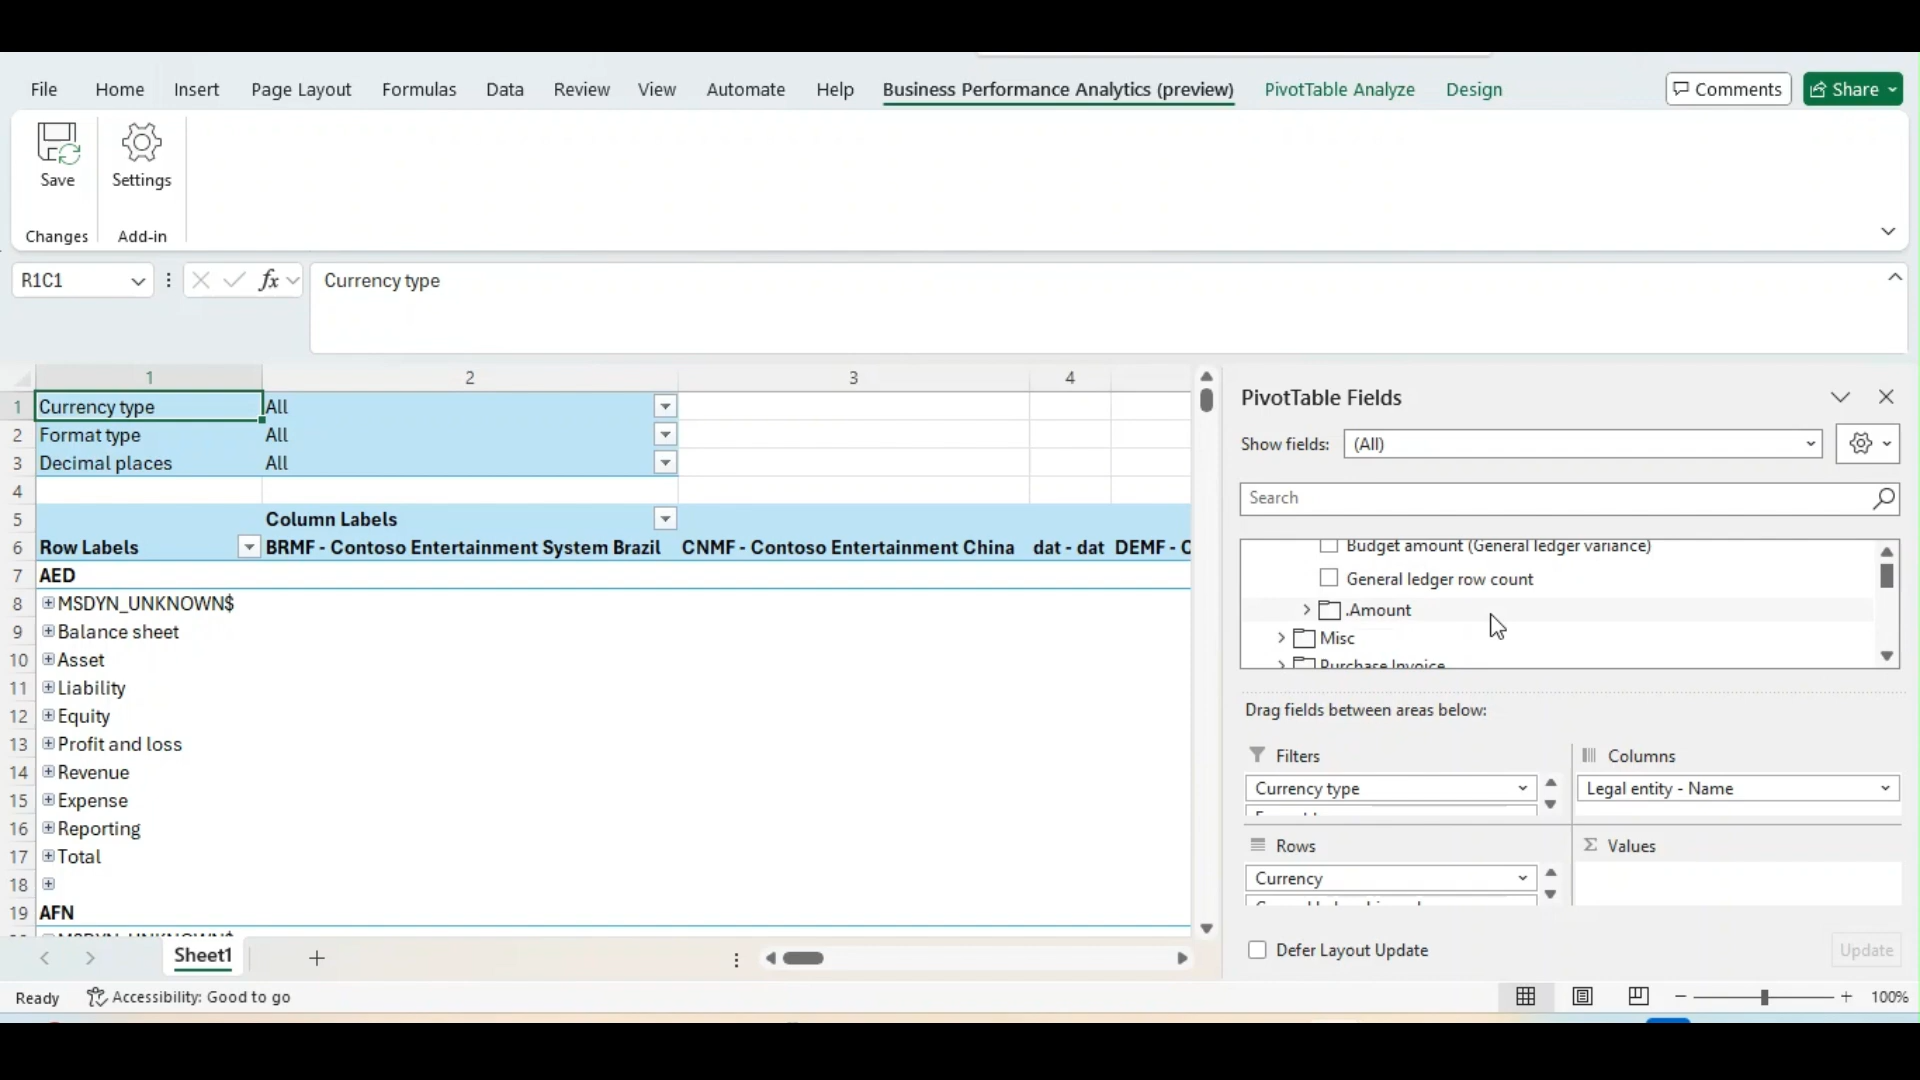 File Home Insert Page Layout Formulas Data Review View Automate Help Business Performance Analytics (preview) PivotTable Analyze Design Comments Share
Save Settings
Changes Add-in
R1C1 fx Currency type
1 2 3 4
1 Currency type All
2 Format type All
3 Decimal places All
4
5 Column Labels
6 Row Labels BRMF - Contoso Entertainment System Brazil CNMF - Contoso Entertainment China dat - dat DEMF - C
7 AED
8 MSDYN_UNKNOWN$
9 Balance sheet
10 Asset
11 Liability
12 Equity
13 Profit and loss
14 Revenue
15 Expense
16 Reporting
17 Total
18
19 AFN
MSDYN_UNKNOWN$
PivotTable Fields
Show fields: (All)
Search
Budget amount (General ledger variance)
General ledger row count
.Amount
Misc
Purchase Invoice
Drag fields between areas below:
Filters
Currency type
Columns
Legal entity - Name
Rows
Currency
Σ Values
Defer Layout Update Update
Sheet1
Ready Accessibility: Good to go 100%